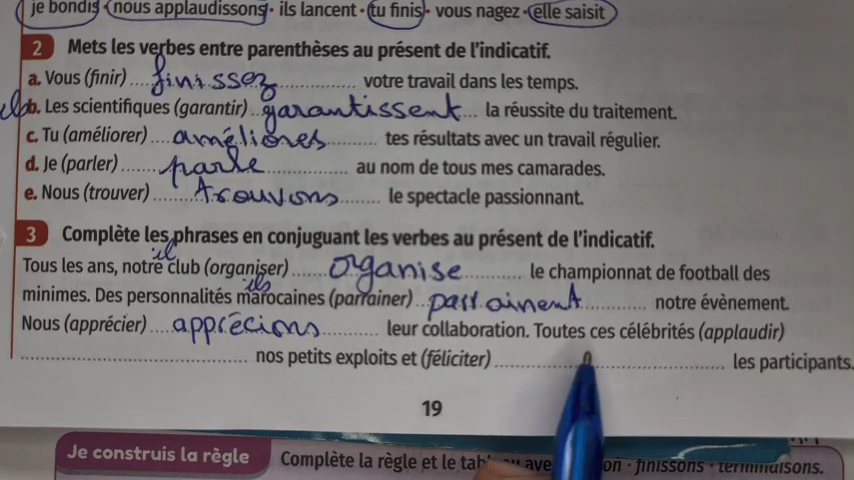 je bondis · nous applaudissons · ils lancent · tu finis · vous nagez · elle saisit
2 Mets les verbes entre parenthèses au présent de l'indicatif.
a. Vous (finir) ....finissez.................. votre travail dans les temps.
ils b. Les scientifiques (garantir) ..garantissent.... la réussite du traitement.
c. Tu (améliorer) ....améliores.......... tes résultats avec un travail régulier.
d. Je (parler) ........parle.................... au nom de tous mes camarades.
e. Nous (trouver) .........trouvons......... le spectacle passionnant.
3 Complète les phrases en conjuguant les verbes au présent de l'indicatif.
il
Tous les ans, notre club (organiser) .......organise.............. le championnat de football des
ils
minimes. Des personnalités marocaines (parrainer) ..parrainent............... notre évènement.
Nous (apprécier) ....apprécions.............. leur collaboration. Toutes ces célébrités (applaudir)
.................................................. nos petits exploits et (féliciter) .................................................. les participants.
19
Je construis la règle
Complète la règle et le
finissons · terminaisons.